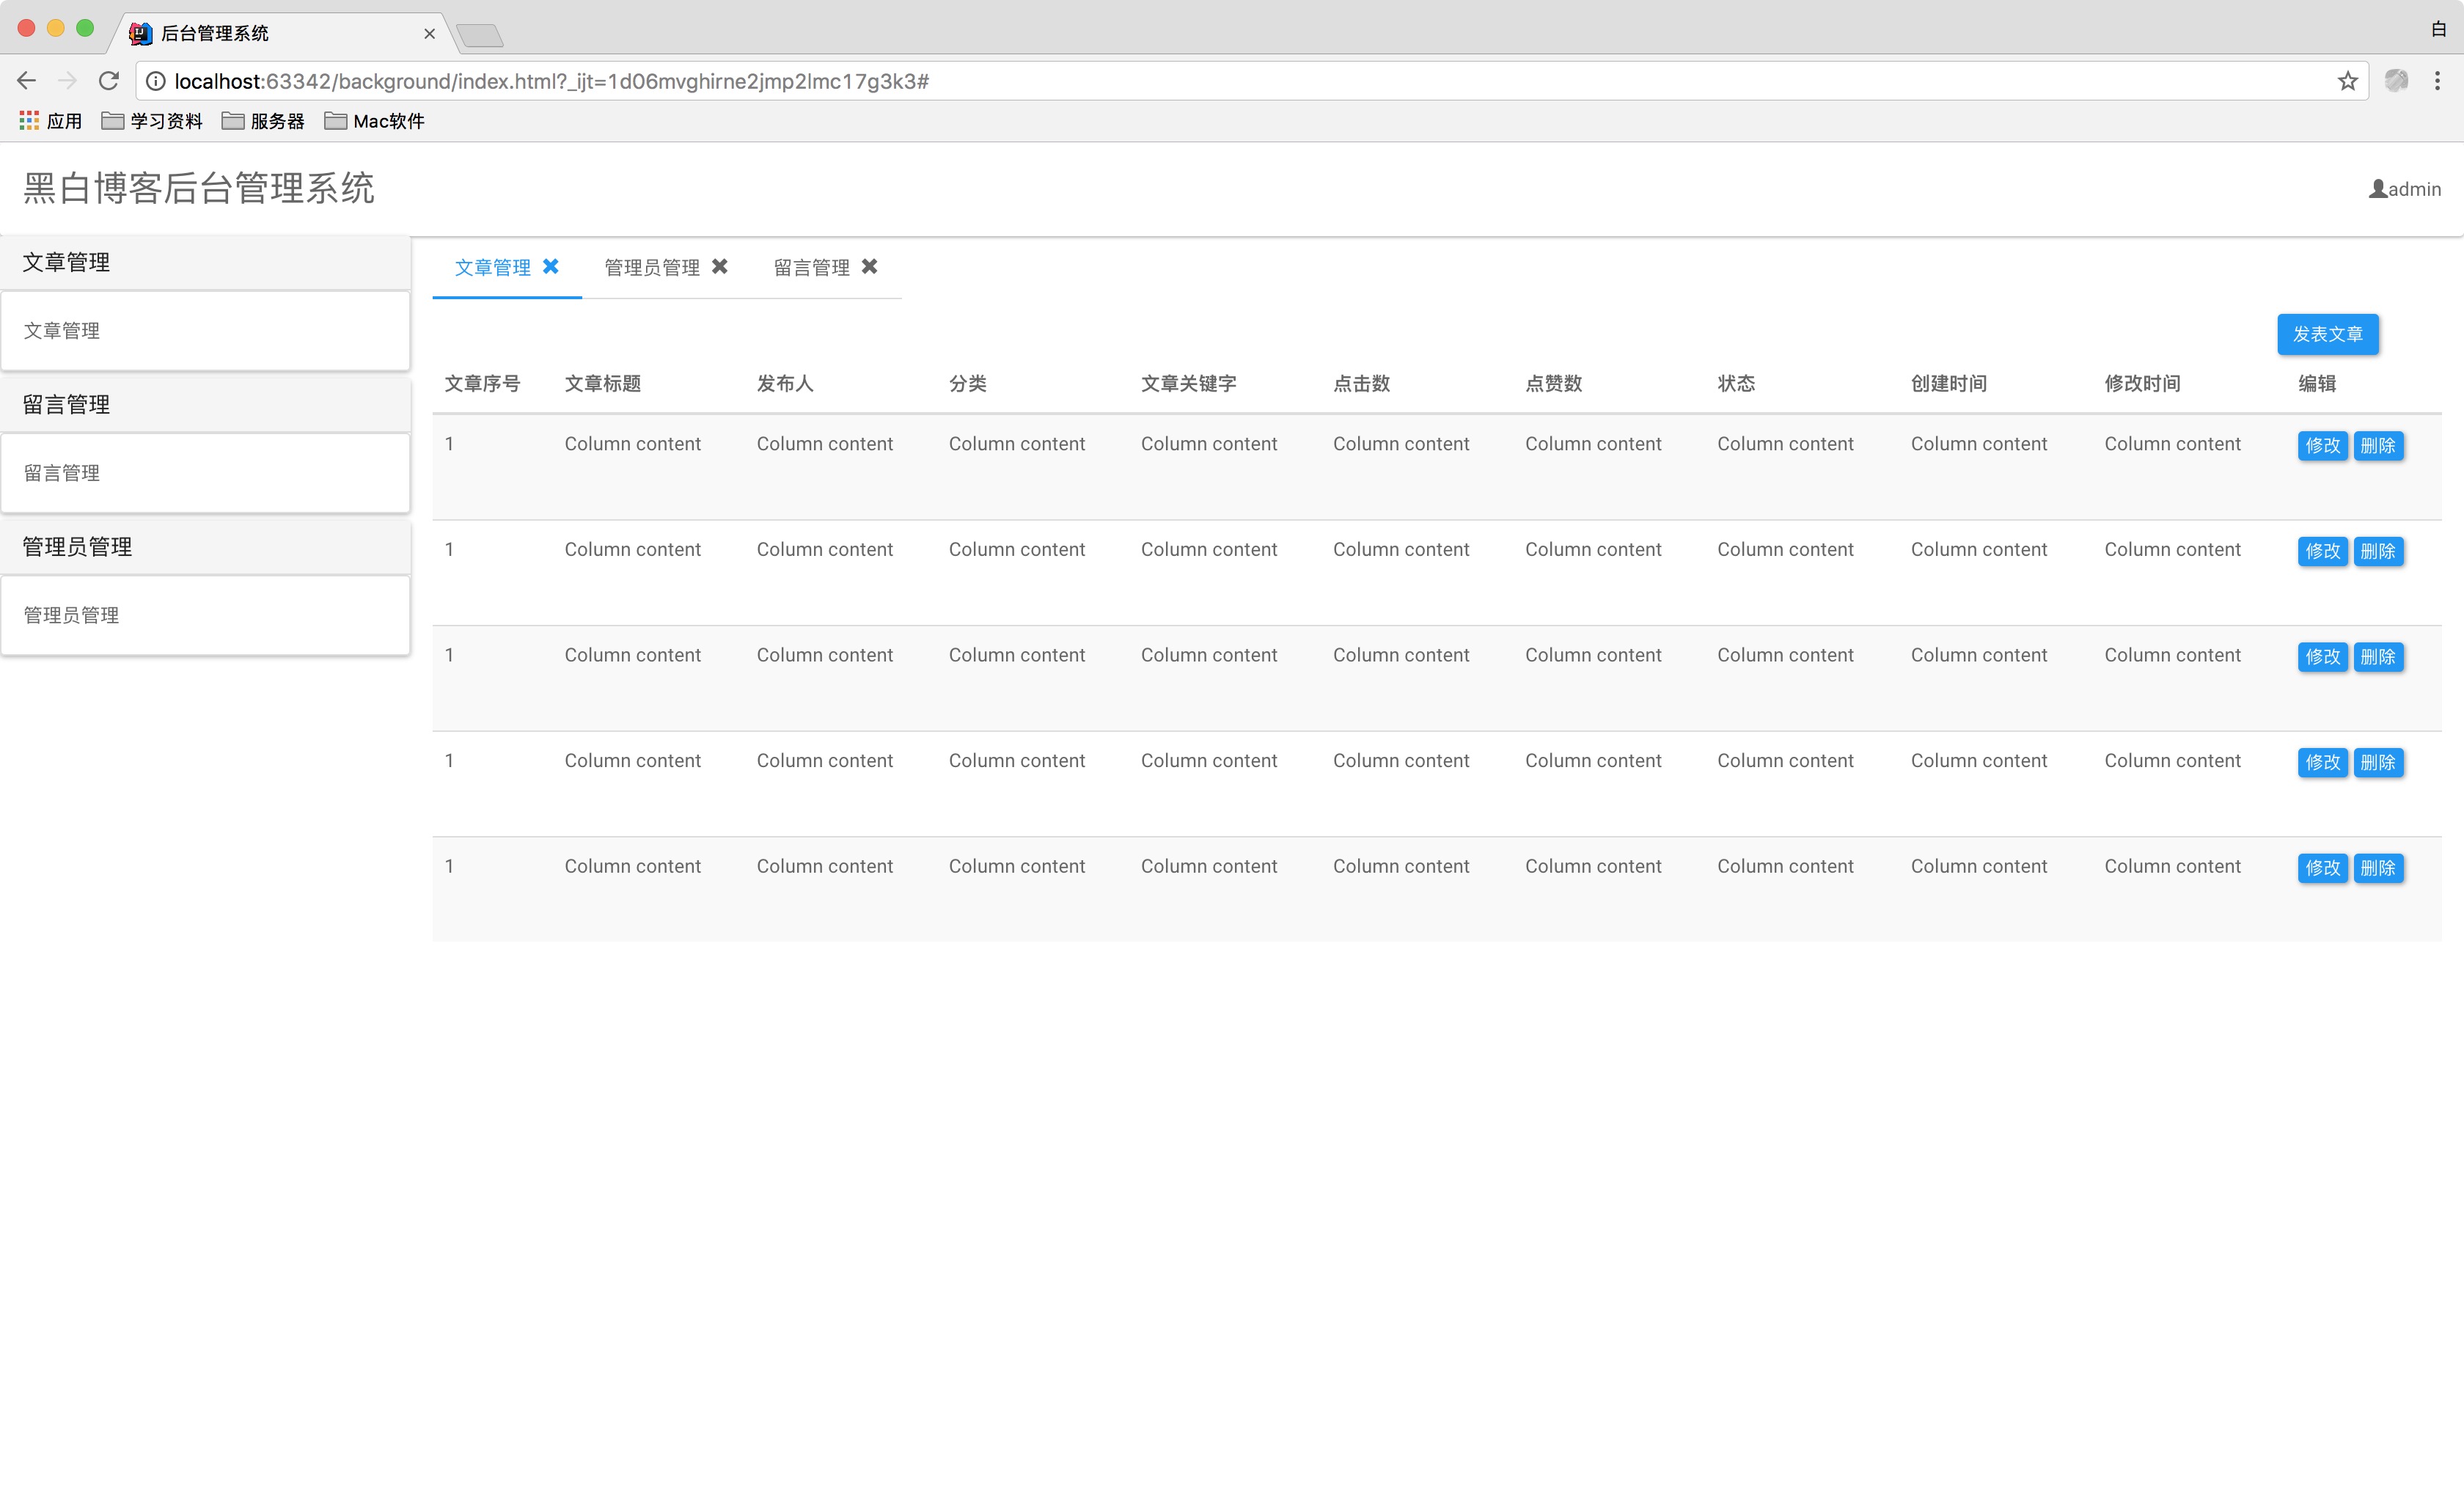 后台管理系统
白
localhost:63342/background/index.html?_ijt=1d06mvghirne2jmp2lmc17g3k3#
应用 学习资料 服务器 Mac软件
黑白博客后台管理系统 admin
文章管理
文章管理
留言管理
留言管理
管理员管理
管理员管理
文章管理 管理员管理 留言管理
发表文章
文章序号 文章标题 发布人 分类 文章关键字 点击数 点赞数 状态 创建时间 修改时间 编辑
1 Column content Column content Column content Column content Column content Column content Column content Column content Column content 修改 删除
1 Column content Column content Column content Column content Column content Column content Column content Column content Column content 修改 删除
1 Column content Column content Column content Column content Column content Column content Column content Column content Column content 修改 删除
1 Column content Column content Column content Column content Column content Column content Column content Column content Column content 修改 删除
1 Column content Column content Column content Column content Column content Column content Column content Column content Column content 修改 删除